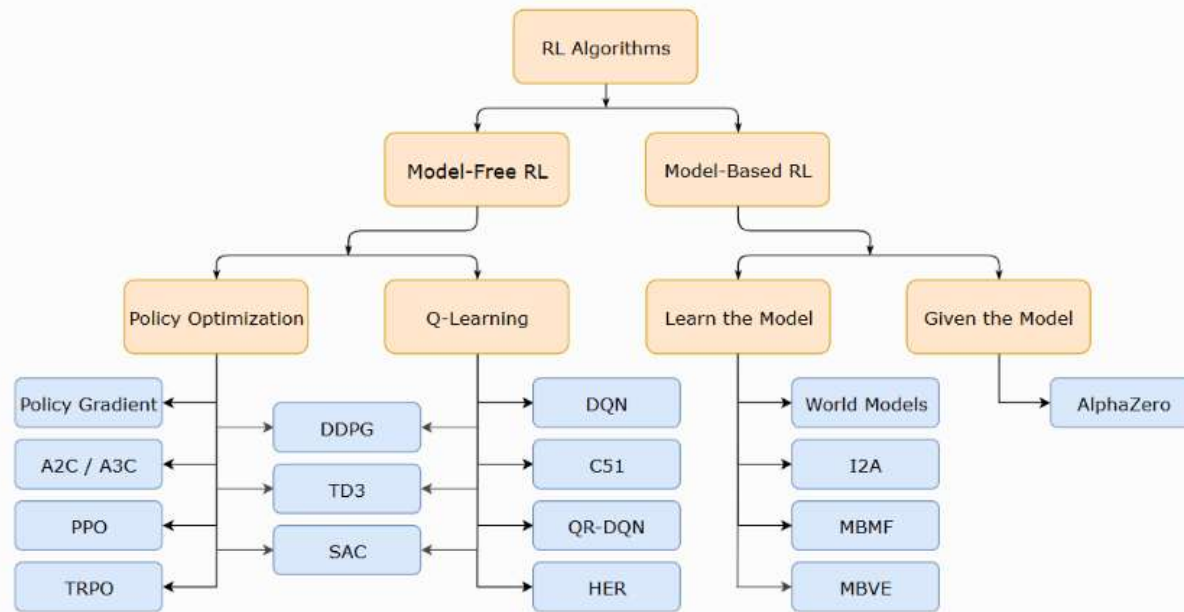 RL Algorithms
Model-Free RL
Model-Based RL
Policy Optimization
Q-Learning
Learn the Model
Given the Model
Policy Gradient
DDPG
DQN
World Models
AlphaZero
A2C / A3C
TD3
C51
I2A
PPO
SAC
QR-DQN
MBMF
TRPO
HER
MBVE